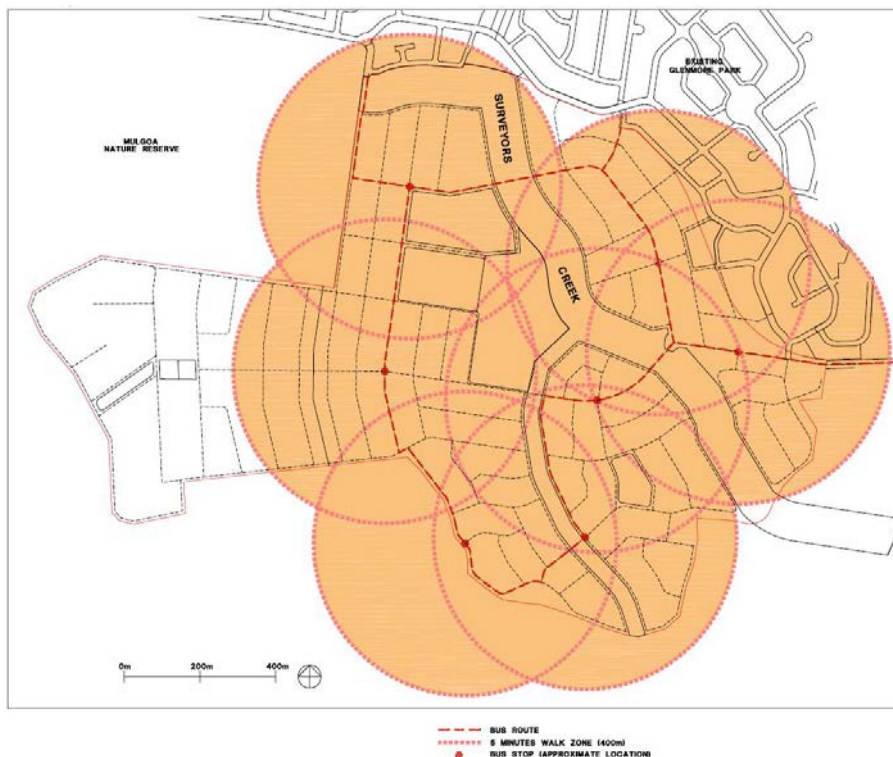 EXISTING
GLENMORE PARK
SURVEYORS
MULGOA
NATURE RESERVE
CREEK
0m 200m 400m
BUS ROUTE
5 MINUTES WALK ZONE (400m)
BUS STOP (APPROXIMATE LOCATION)